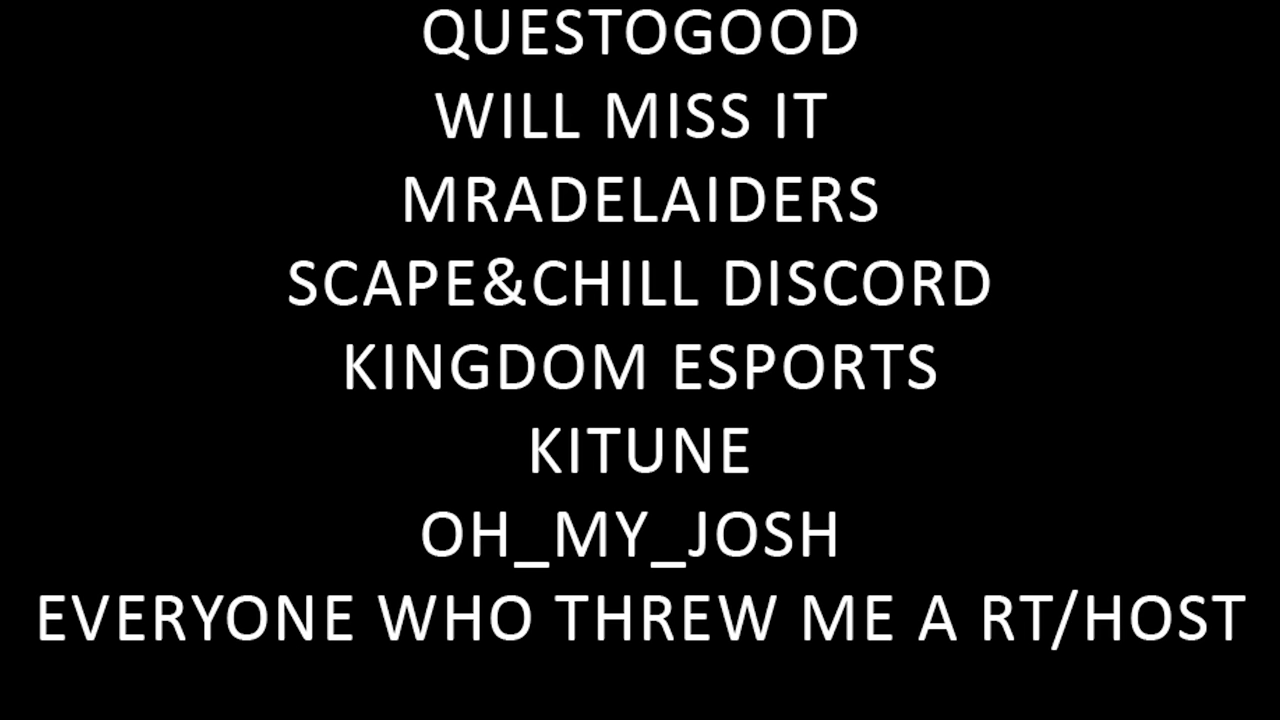 QUESTOGOOD
WILL MISS IT
MRADELAIDERS
SCAPE&CHILL DISCORD
KINGDOM ESPORTS
KITUNE
OH_MY_JOSH
EVERYONE WHO THREW ME A RT/HOST